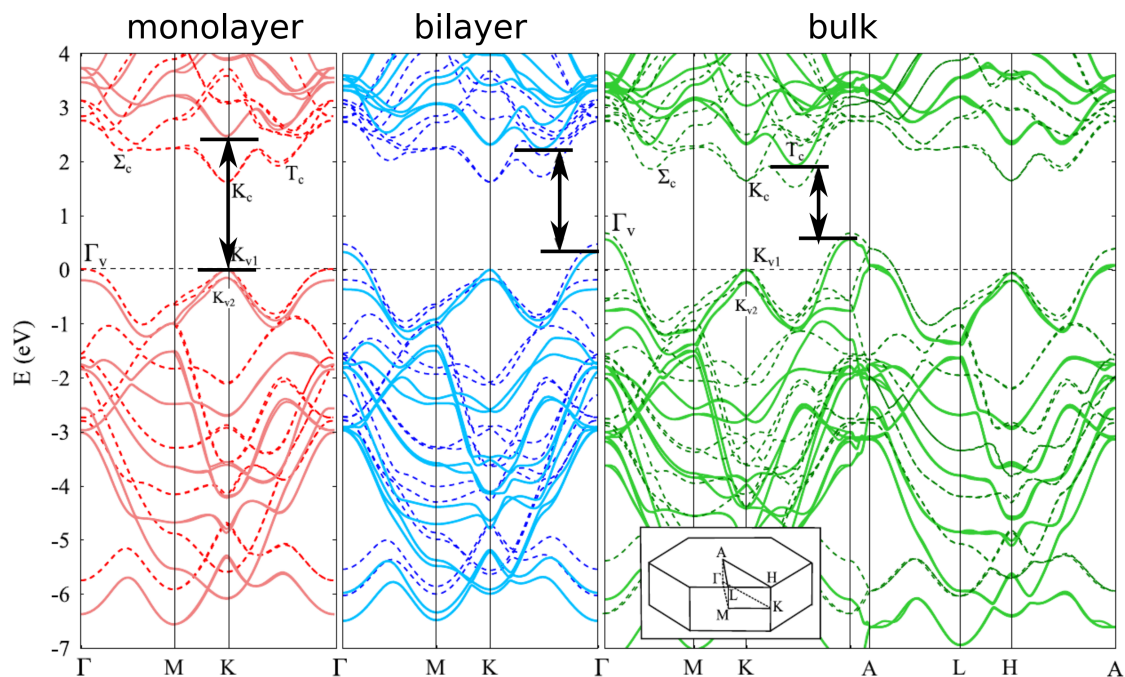 monolayer bilayer bulk
E (eV)
4
3
2
1
0
-1
-2
-3
-4
-5
-6
-7
Σc Kc Tc
Γv Kv1
Kv2
Γ M K Γ M K Γ
Σc Kc Tc
Γv Kv1
Kv2
A
Γ H
L
M K
Γ M K A L H A